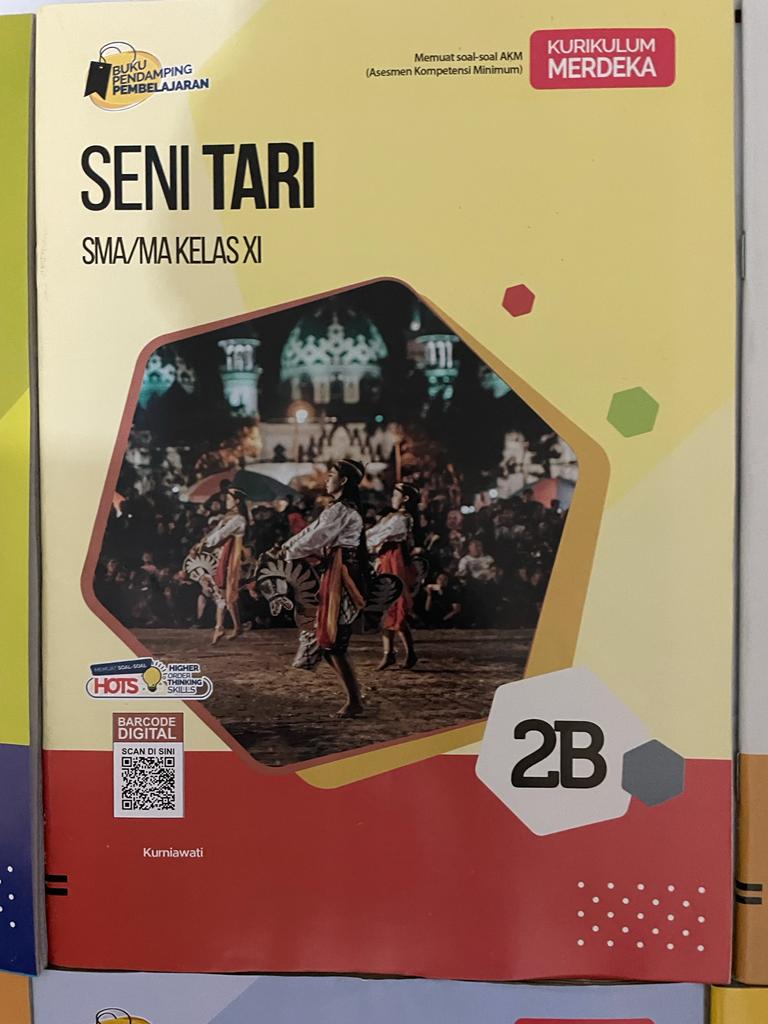 BUKU
PENDAMPING
PEMBELAJARAN
Memuat soal-soal AKM
(Asesmen Kompetensi Minimum)
KURIKULUM
MERDEKA
SENI TARI
SMA/MA KELAS XI
MEMUAT SOAL-SOAL
HOTS
HIGHER
ORDER
THINKING
SKILLS
BARCODE
DIGITAL
SCAN DI SINI
2B
Kurniawati